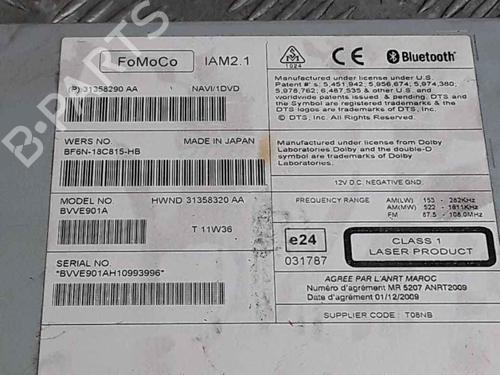 FoMoCo IAM2.1
(P) 31358290 AA NAVI/1DVD
WERS NO. MADE IN JAPAN
BF6N-18C815-HB
MODEL NO. HWND 31358320 AA
BVVE901A
T 11W36
SERIAL NO.
*BVVE901AH10993996*
1024 CE Bluetooth
Manufactured under license under U.S.
Patent #'s : 5,451,942; 5,956,674; 5,974,380;
5,978,762; 6,487,535 & other U.S. and
worldwide patents issued & pending. DTS and
the Symbol are registered trademarks & the
DTS logos are trademarks of DTS, Inc.
© DTS, Inc. All Rights Reserved.
Manufactured under license from Dolby
Laboratories Dolby and the double-D
symbol are trademarks of Dolby
Laboratories.
12V D.C. NEGATIVE GND.
FREQUENCY RANGE AM(LW) 153 - 282KHz
AM(MW) 522 - 1611KHz
FM 87.5 - 108.0MHz
e24
031787
CLASS 1
LASER PRODUCT
AGREE PAR L'ANRT MAROC
Numéro d'agrément MR 5207 ANRT2009
Date d'agrément 01/12/2009
SUPPLIER CODE : T08NB
B-PARTS